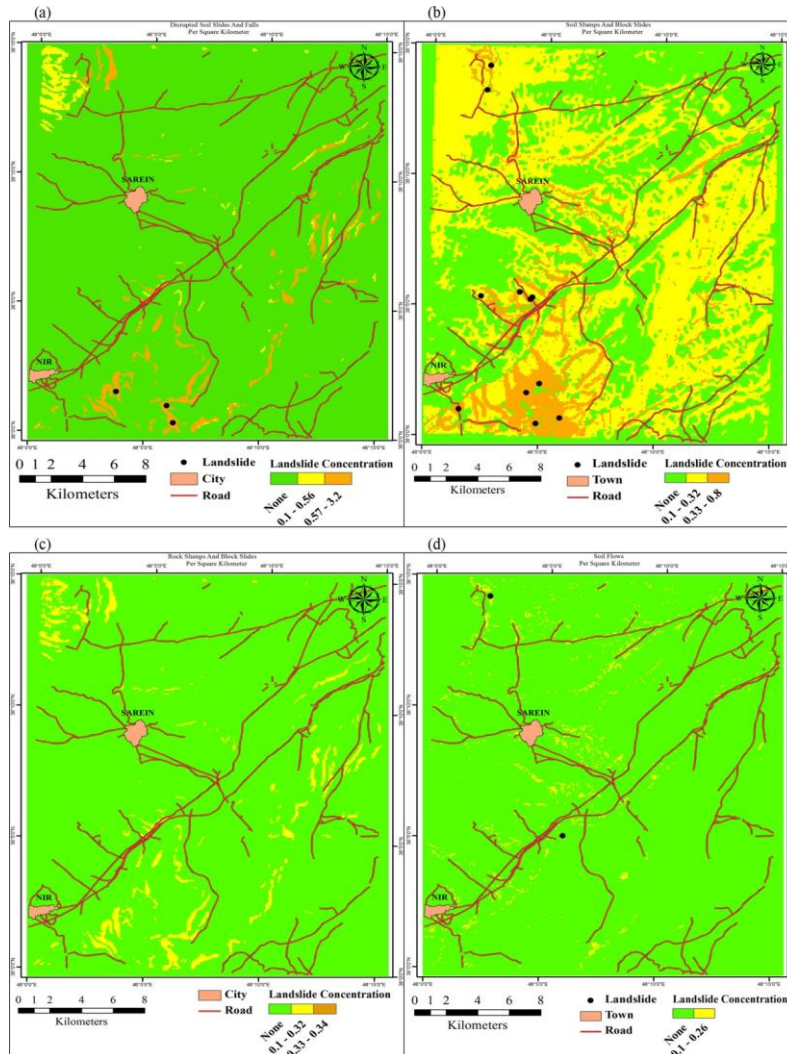 (a)
Disrupted Soil Slides And Falls
Per Square Kilometer
N
W E
S
SAREIN
NIR
0 1 2 4 6 8
Kilometers
Landslide
City
Road
Landslide Concentration
None
0.1 - 0.56
0.57 - 3.2
(b)
Soil Slumps And Block Slides
Per Square Kilometer
N
W E
S
SAREIN
NIR
0 1 2 4 6 8
Kilometers
Landslide
Town
Road
Landslide Concentration
None
0.1 - 0.32
0.33 - 0.8
(c)
Rock Slumps And Block Slides
Per Square Kilometer
N
W E
S
SAREIN
NIR
0 1 2 4 6 8
Kilometers
City
Road
Landslide Concentration
None
0.1 - 0.32
0.33 - 0.34
(d)
Soil Flows
Per Square Kilometer
N
W E
S
SAREIN
NIR
0 1 2 4 6 8
Kilometers
Landslide
Town
Road
Landslide Concentration
None
0.1 - 0.26